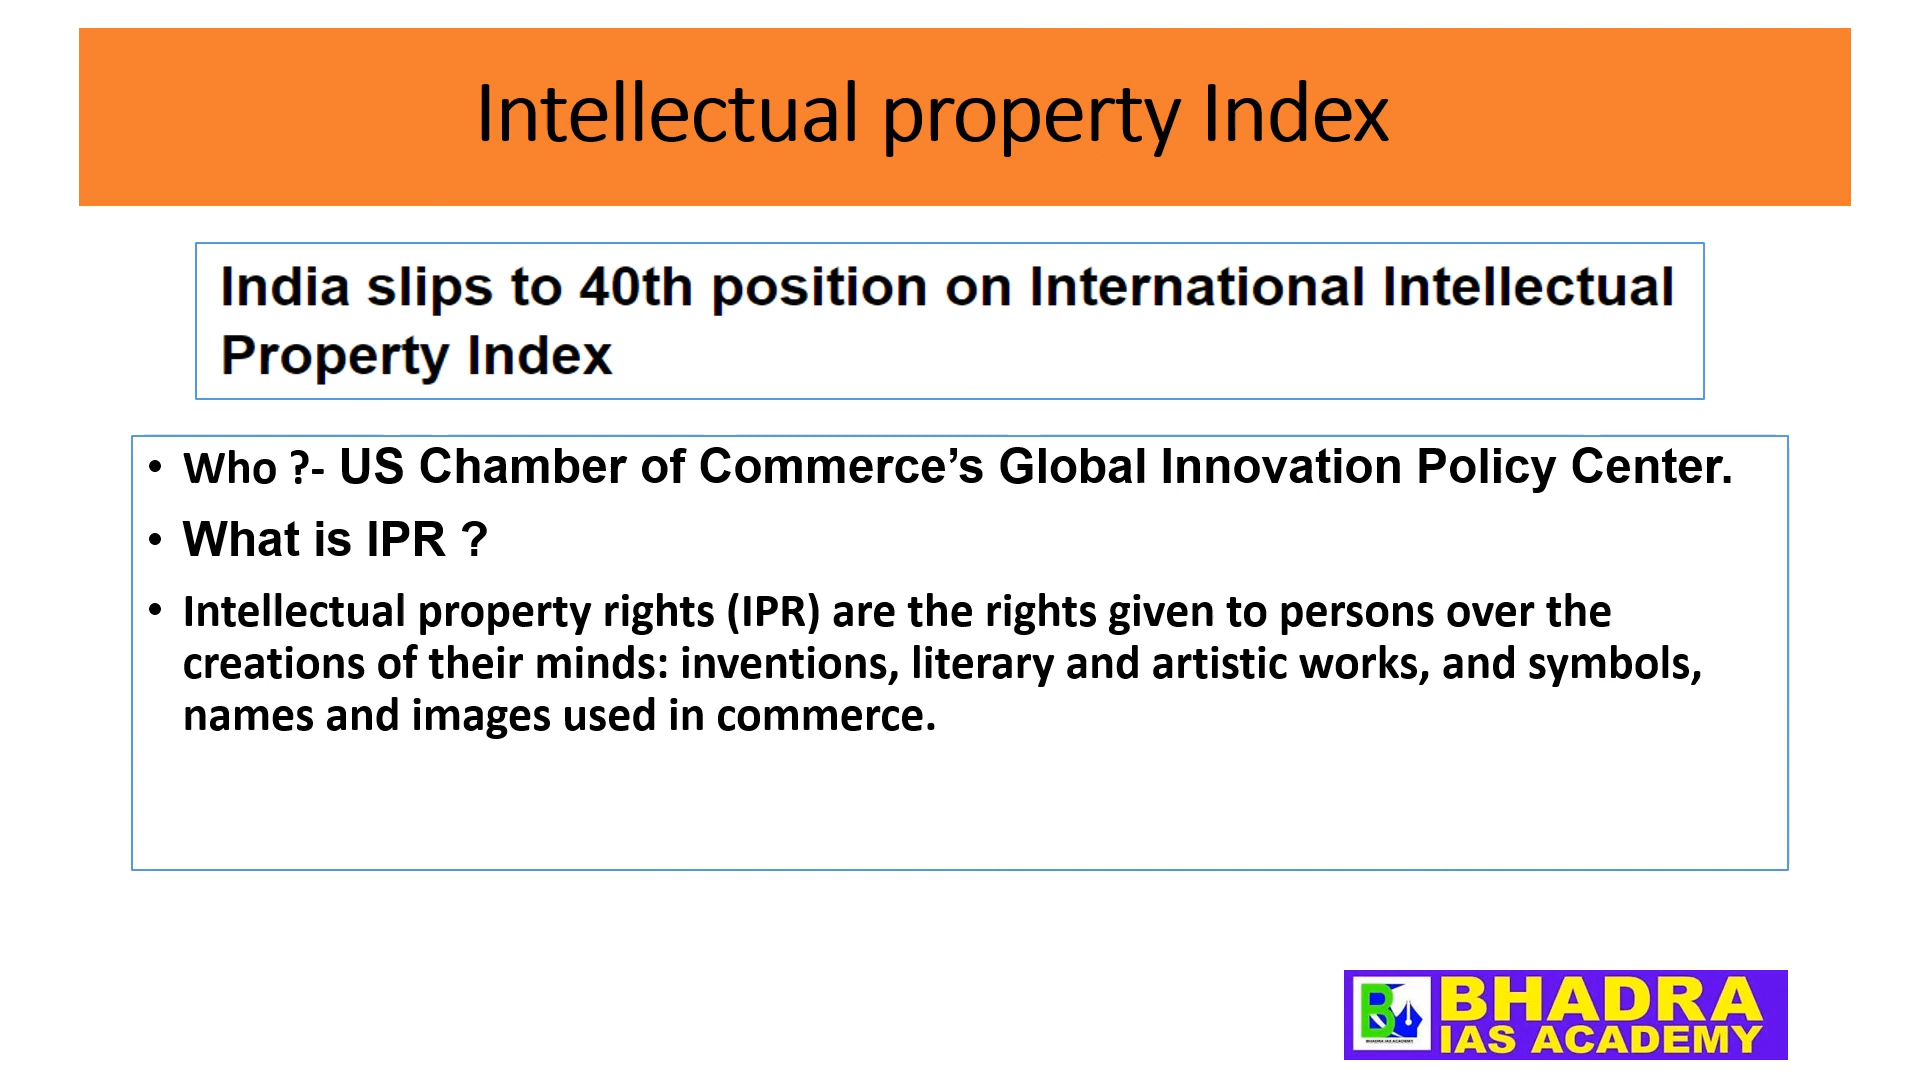 Intellectual property Index
India slips to 40th position on International Intellectual
Property Index
• Who ?- US Chamber of Commerce’s Global Innovation Policy Center.
• What is IPR ?
• Intellectual property rights (IPR) are the rights given to persons over the
creations of their minds: inventions, literary and artistic works, and symbols,
names and images used in commerce.
BHADRA
IAS ACADEMY
BHADRA IAS ACADEMY